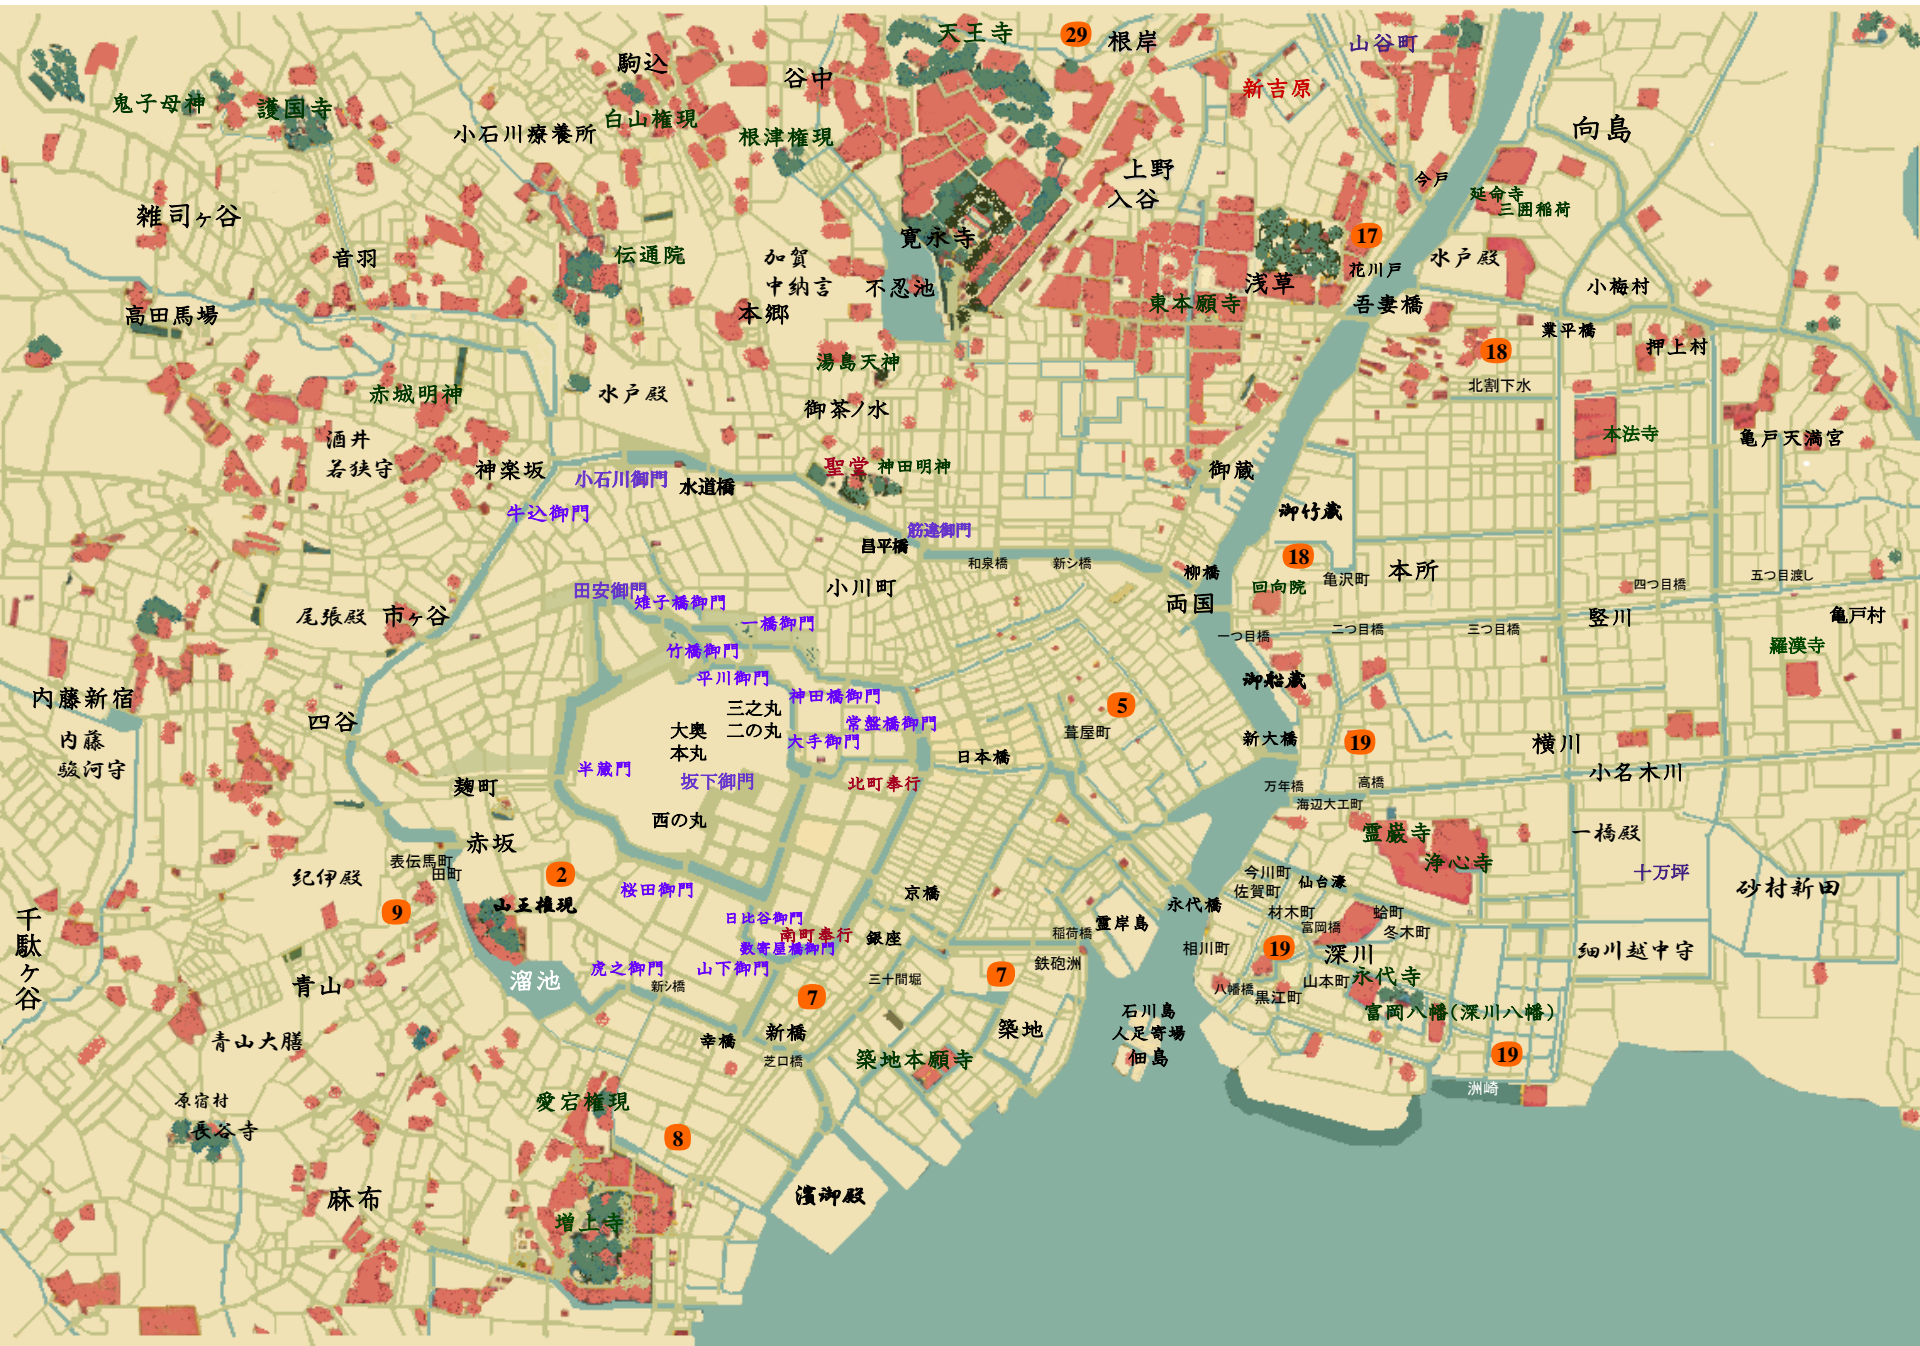 天王寺
29
根岸
山谷町
駒込
谷中
新吉原
鬼子母神
護国寺
白山権現
小石川療養所
根津権現
向島
上野
入谷
今戸
延命寺
三囲稲荷
雑司ヶ谷
音羽
伝通院
加賀
中納言
寛永寺
不忍池
17
花川戸
水戸殿
浅草
東本願寺
吾妻橋
小梅村
高田馬場
本郷
業平橋
押上村
18
湯島天神
北割下水
赤城明神
水戸殿
御茶ノ水
酒井
若狭守
神楽坂
小石川御門
水道橋
聖堂
神田明神
御蔵
本法寺
亀戸天満宮
牛込御門
筋違御門
昌平橋
御竹蔵
和泉橋
新シ橋
柳橋
18
回向院
亀沢町
本所
四つ目橋
五つ目渡し
田安御門
雉子橋御門
小川町
両国
尾張殿
市ヶ谷
一橋御門
一つ目橋
二つ目橋
三つ目橋
竪川
亀戸村
竹橋御門
羅漢寺
平川御門
神田橋御門
御船蔵
内藤新宿
四谷
三之丸
二の丸
大奥
本丸
常盤橋御門
大手御門
5
葺屋町
新大橋
19
横川
内藤
駿河守
半蔵門
坂下御門
北町奉行
日本橋
麹町
万年橋
高橋
小名木川
海辺大工町
西の丸
赤坂
霊巌寺
浄心寺
一橋殿
表伝馬町
田町
紀伊殿
2
桜田御門
京橋
今川町
佐賀町
仙台濠
十万坪
砂村新田
9
山王権現
永代橋
材木町
蛤町
富岡橋
冬木町
千駄ヶ谷
日比谷御門
南町奉行
数寄屋橋御門
銀座
霊岸島
稲荷橋
相川町
19
深川
細川越中守
虎之御門
山下御門
新シ橋
三十間堀
鉄砲洲
7
7
溜池
青山
八幡橋
黒江町
山本町
永代寺
富岡八幡(深川八幡)
石川島
人足寄場
佃島
青山大膳
幸橋
新橋
芝口橋
築地
築地本願寺
19
洲崎
原宿村
長谷寺
愛宕権現
8
麻布
濱御殿
増上寺